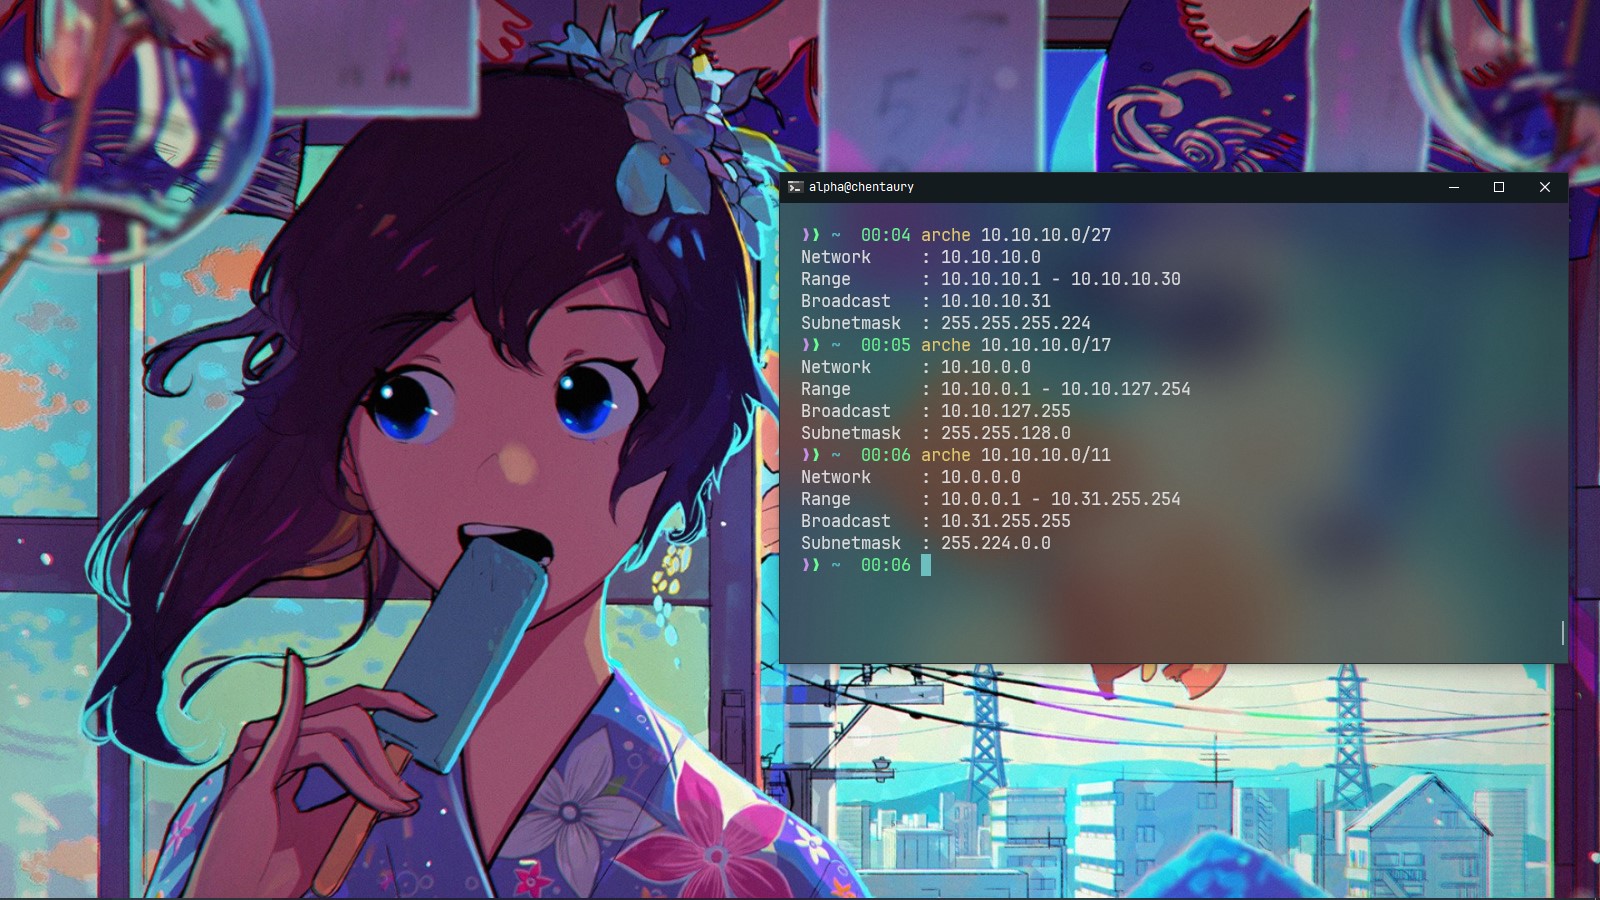 alpha@chentaury
❫❫ ~  00:04 arche 10.10.10.0/27
Network     : 10.10.10.0
Range       : 10.10.10.1 - 10.10.10.30
Broadcast   : 10.10.10.31
Subnetmask  : 255.255.255.224
❫❫ ~  00:05 arche 10.10.10.0/17
Network     : 10.10.0.0
Range       : 10.10.0.1 - 10.10.127.254
Broadcast   : 10.10.127.255
Subnetmask  : 255.255.128.0
❫❫ ~  00:06 arche 10.10.10.0/11
Network     : 10.0.0.0
Range       : 10.0.0.1 - 10.31.255.254
Broadcast   : 10.31.255.255
Subnetmask  : 255.224.0.0
❫❫ ~  00:06